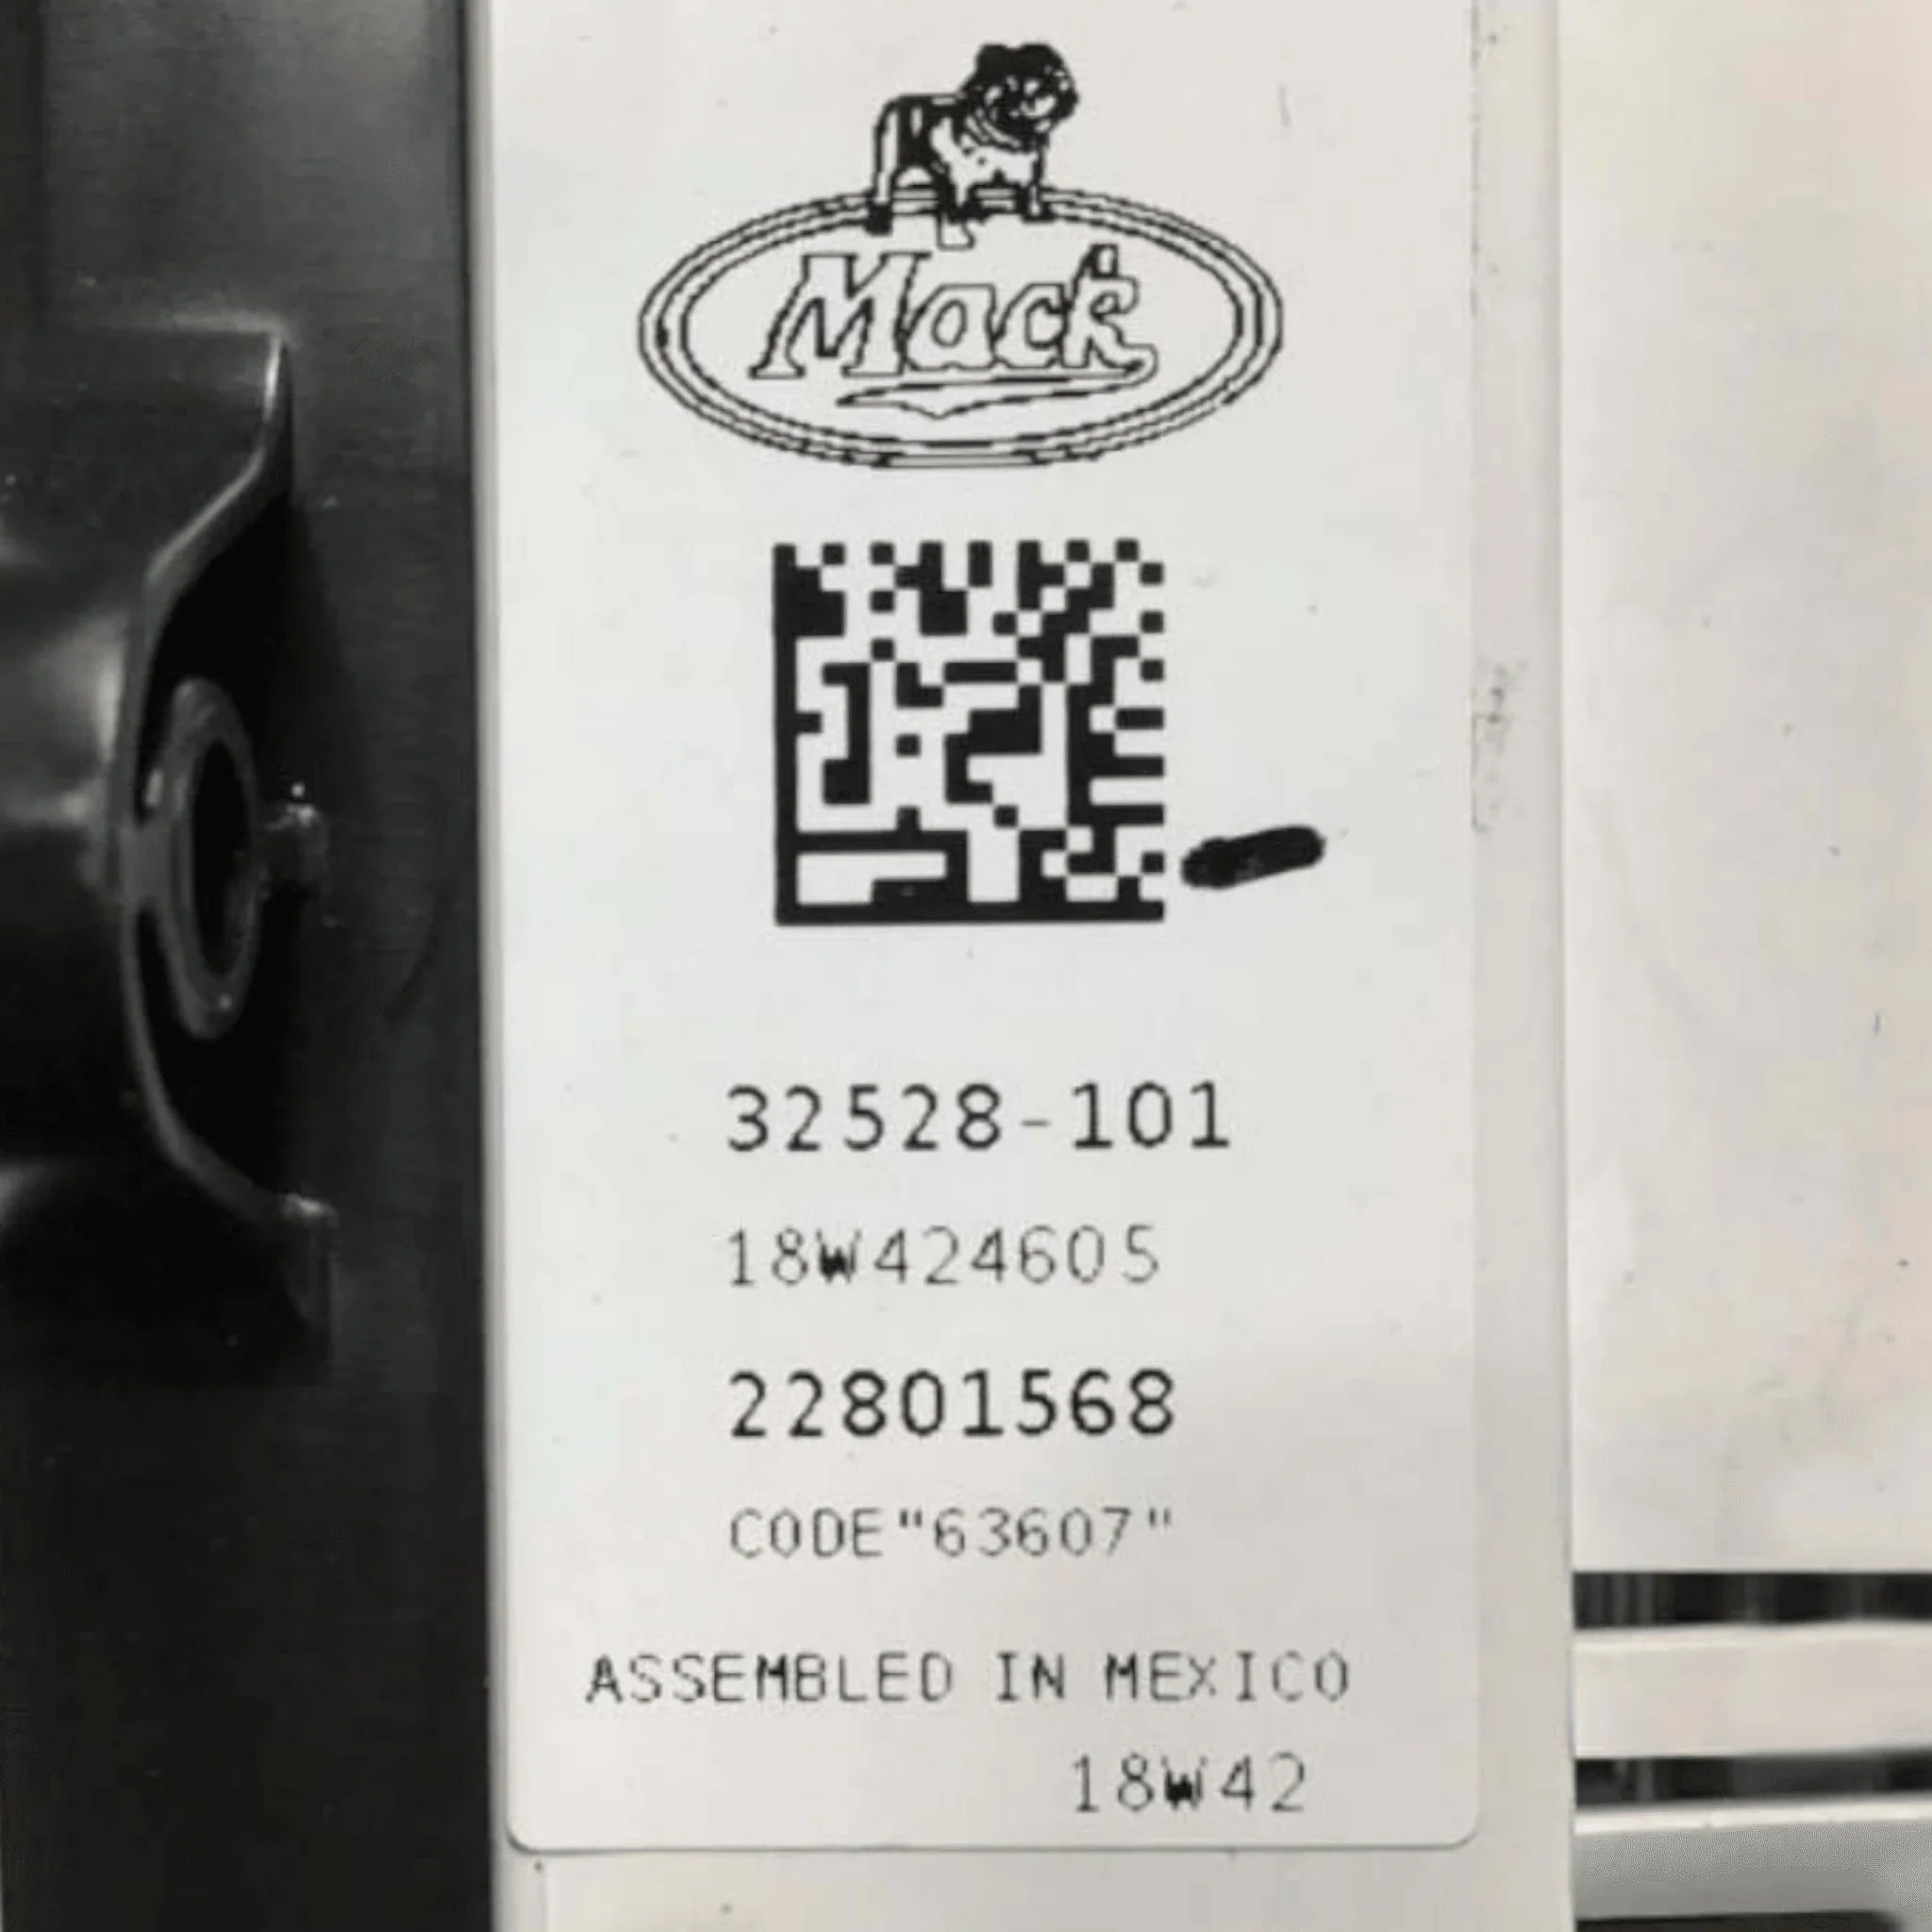 Mack
32528-101
18W424605
22801568
CODE"63607"
ASSEMBLED IN MEXICO
18W42